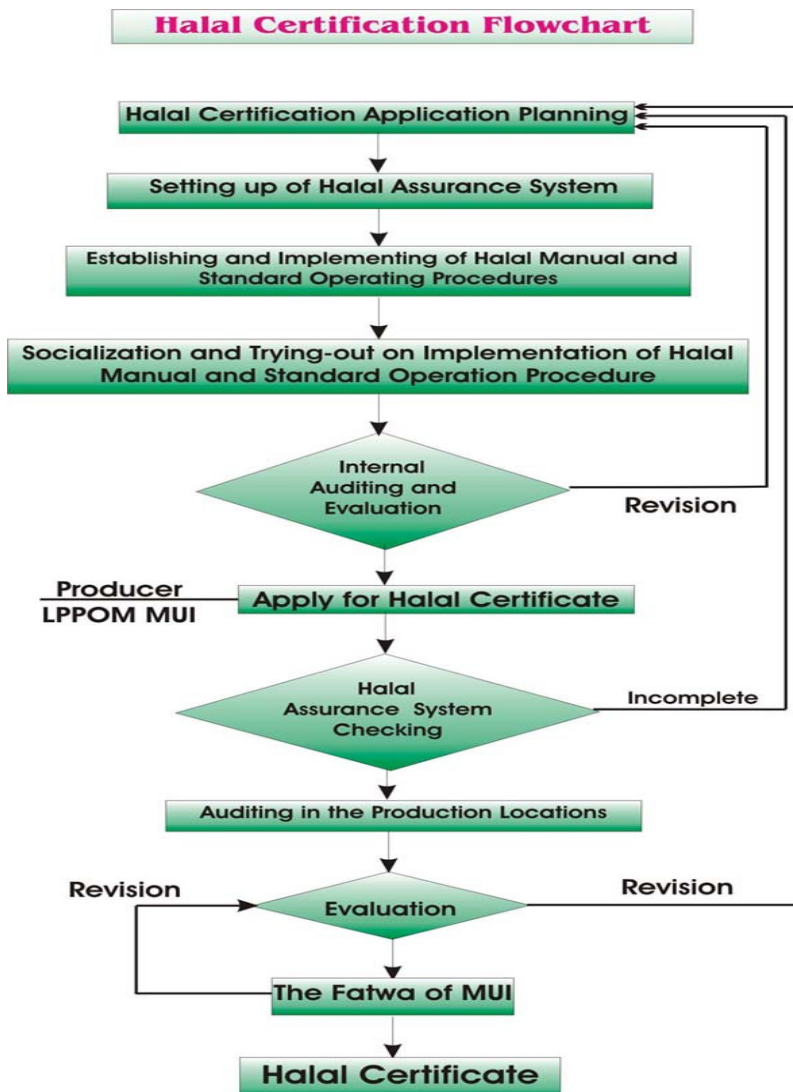 Halal Certification Flowchart
Halal Certification Application Planning
Setting up of Halal Assurance System
Establishing and Implementing of Halal Manual and
Standard Operating Procedures
Socialization and Trying-out on Implementation of Halal
Manual and Standard Operation Procedure
Internal
Auditing and
Evaluation
Revision
Producer
LPPOM MUI
Apply for Halal Certificate
Halal
Assurance System
Checking
Incomplete
Auditing in the Production Locations
Revision
Evaluation
Revision
The Fatwa of MUI
Halal Certificate